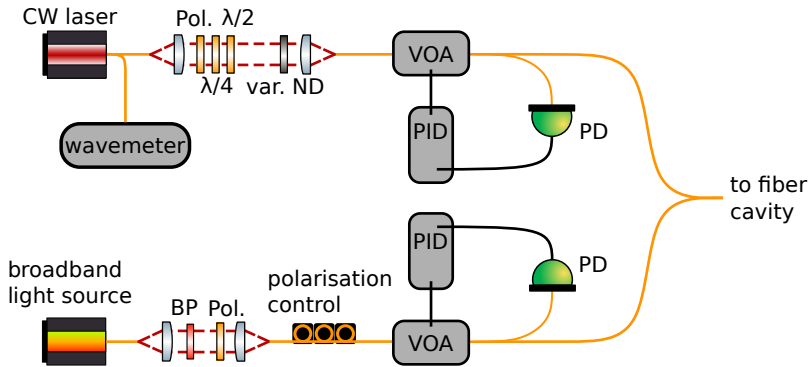 CW laser
Pol. λ/2
λ/4
var. ND
wavemeter
VOA
PID
PD
to fiber
cavity
broadband
light source
BP
Pol.
polarisation
control
PID
PD
VOA